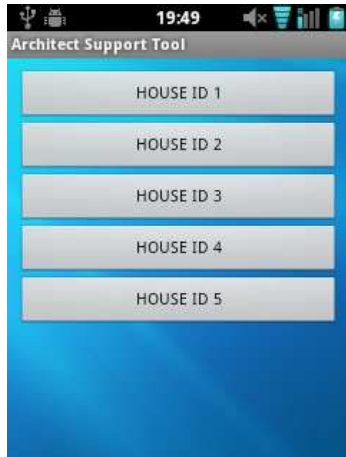 19:49
Architect Support Tool
HOUSE ID 1
HOUSE ID 2
HOUSE ID 3
HOUSE ID 4
HOUSE ID 5